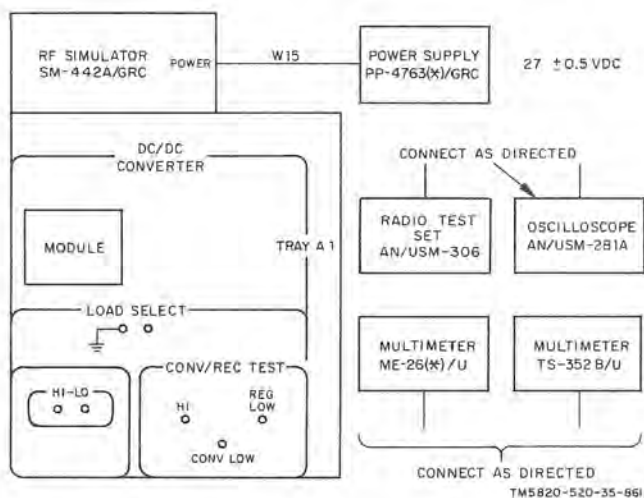 RF SIMULATOR
SM-442A/GRC
POWER
W15
POWER SUPPLY
PP-4763(*)/GRC
27 ±0.5 VDC
DC/DC
CONVERTER
MODULE
TRAY A1
CONNECT AS DIRECTED
RADIO TEST
SET
AN/USM-306
OSCILLOSCOPE
AN/USM-281A
LOAD SELECT
HI-LO
CONV/REC TEST
HI
REG
LOW
CONV LOW
MULTIMETER
ME-26(*)/U
MULTIMETER
TS-352 B/U
CONNECT AS DIRECTED
TM5820-520-35-861